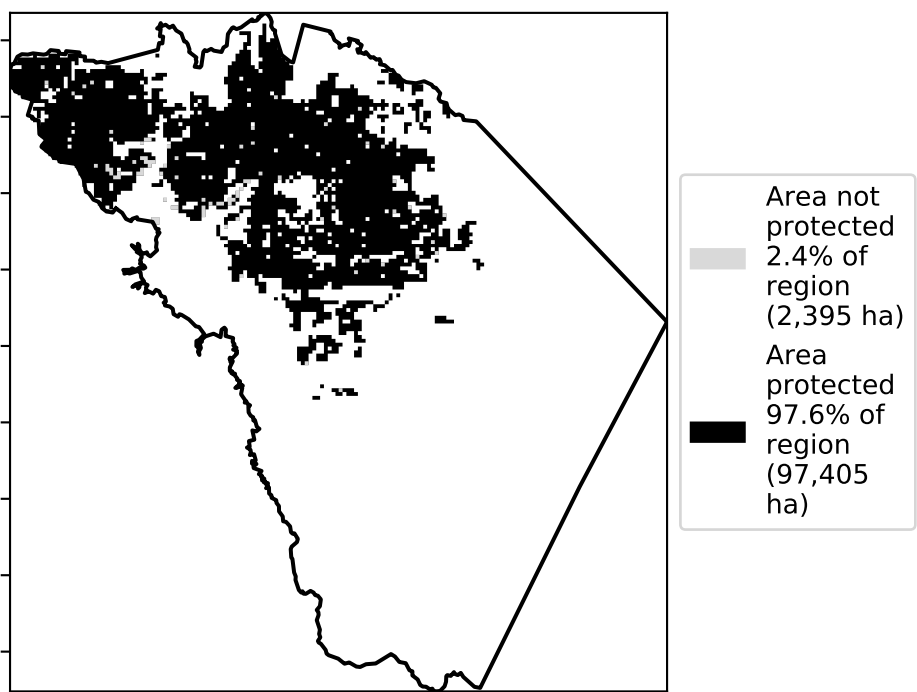 Area not
protected
2.4% of
region
(2,395 ha)
Area
protected
97.6% of
region
(97,405
ha)